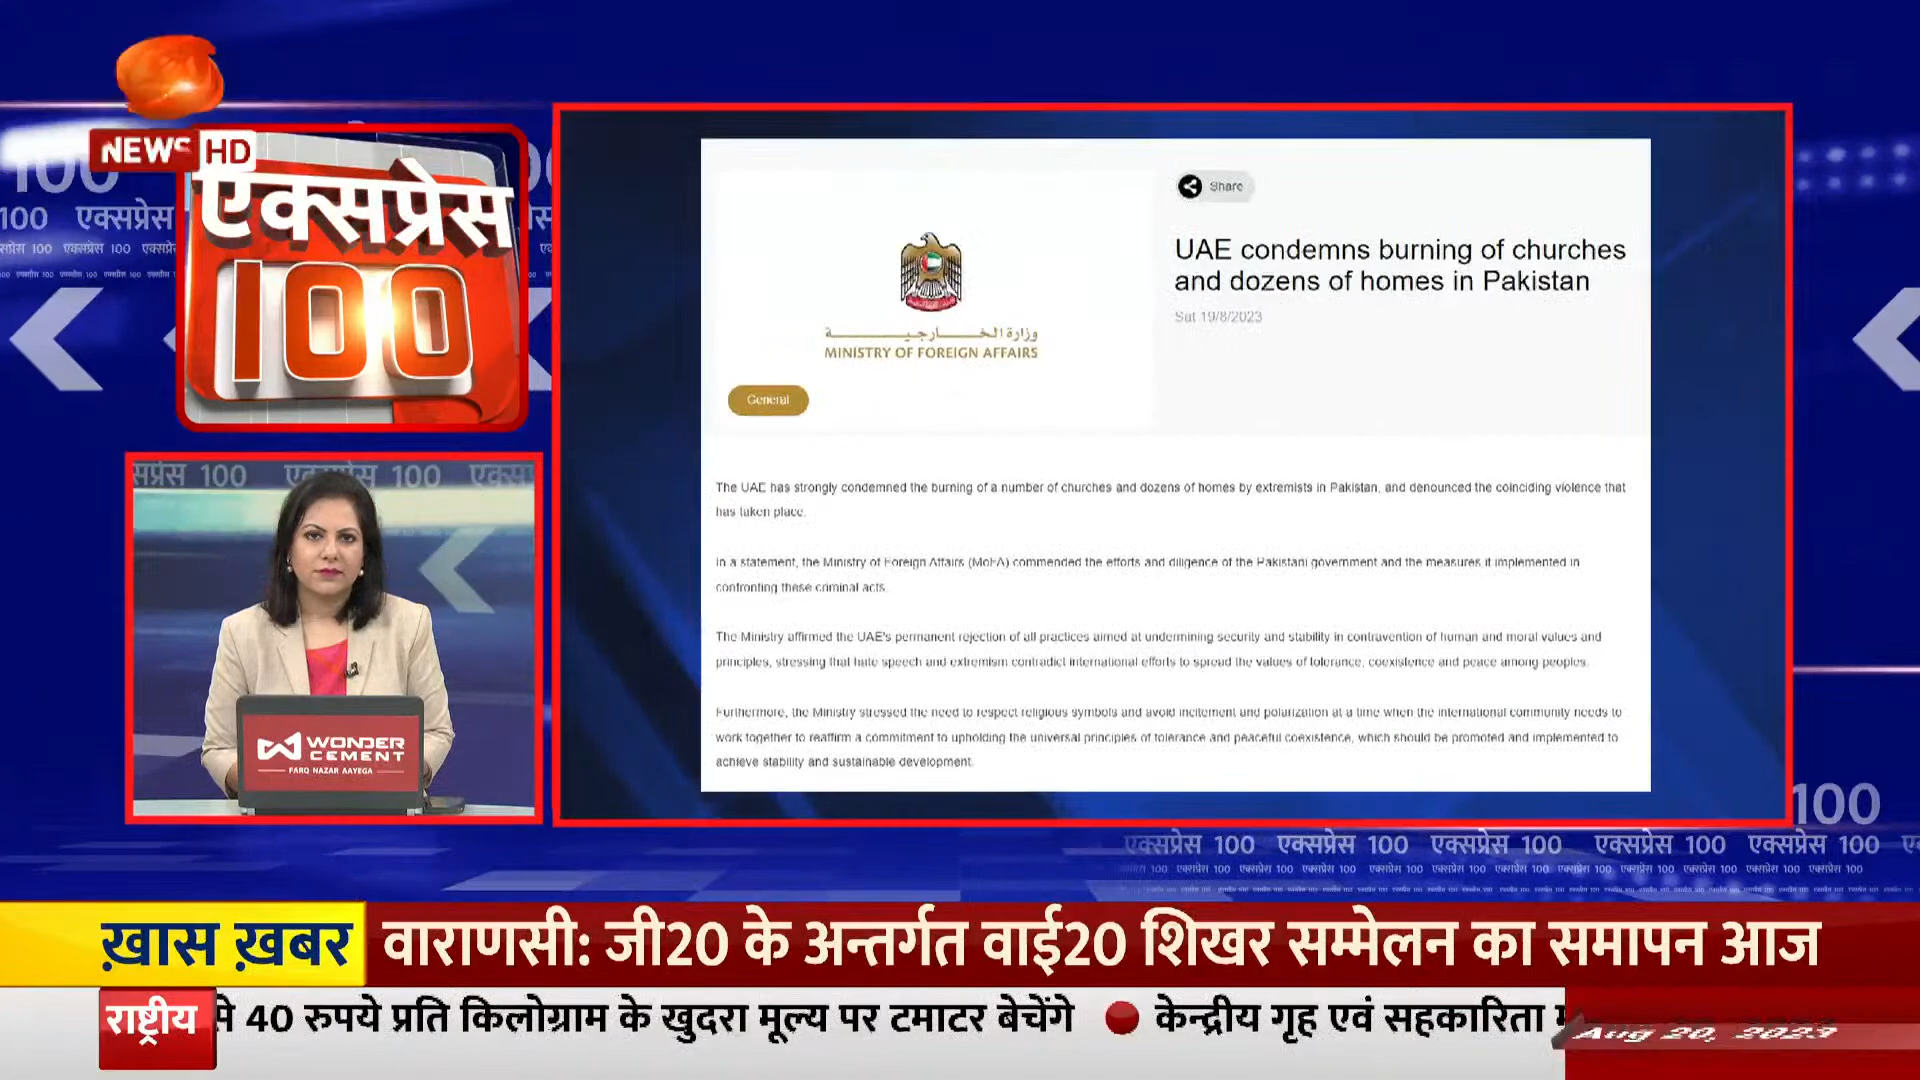 NEWS HD
एक्सप्रेस
100
Share
UAE condemns burning of churches
and dozens of homes in Pakistan
Sat 19/8/2023
وزارة الخارجية
MINISTRY OF FOREIGN AFFAIRS
General
The UAE has strongly condemned the burning of a number of churches and dozens of homes by extremists in Pakistan, and denounced the coinciding violence that
has taken place.
In a statement, the Ministry of Foreign Affairs (MoFA) commended the efforts and diligence of the Pakistani government and the measures it implemented in
confronting these criminal acts.
The Ministry affirmed the UAE's permanent rejection of all practices aimed at undermining security and stability in contravention of human and moral values and
principles, stressing that hate speech and extremism contradict international efforts to spread the values of tolerance, coexistence and peace among peoples.
Furthermore, the Ministry stressed the need to respect religious symbols and avoid incitement and polarization at a time when the international community needs to
work together to reaffirm a commitment to upholding the universal principles of tolerance and peaceful coexistence, which should be promoted and implemented to
achieve stability and sustainable development.
WONDER
CEMENT
FARQ NAZAR AAYEGA
100
एक्सप्रेस 100 एक्सप्रेस 100 एक्सप्रेस 100 एक्सप्रेस 100 एक्सप्रेस 100
ख़ास ख़बर वाराणसी: जी20 के अन्तर्गत वाई20 शिखर सम्मेलन का समापन आज
राष्ट्रीय से 40 रुपये प्रति किलोग्राम के खुदरा मूल्य पर टमाटर बेचेंगे केन्द्रीय गृह एवं सहकारिता
Aug 20, 2023